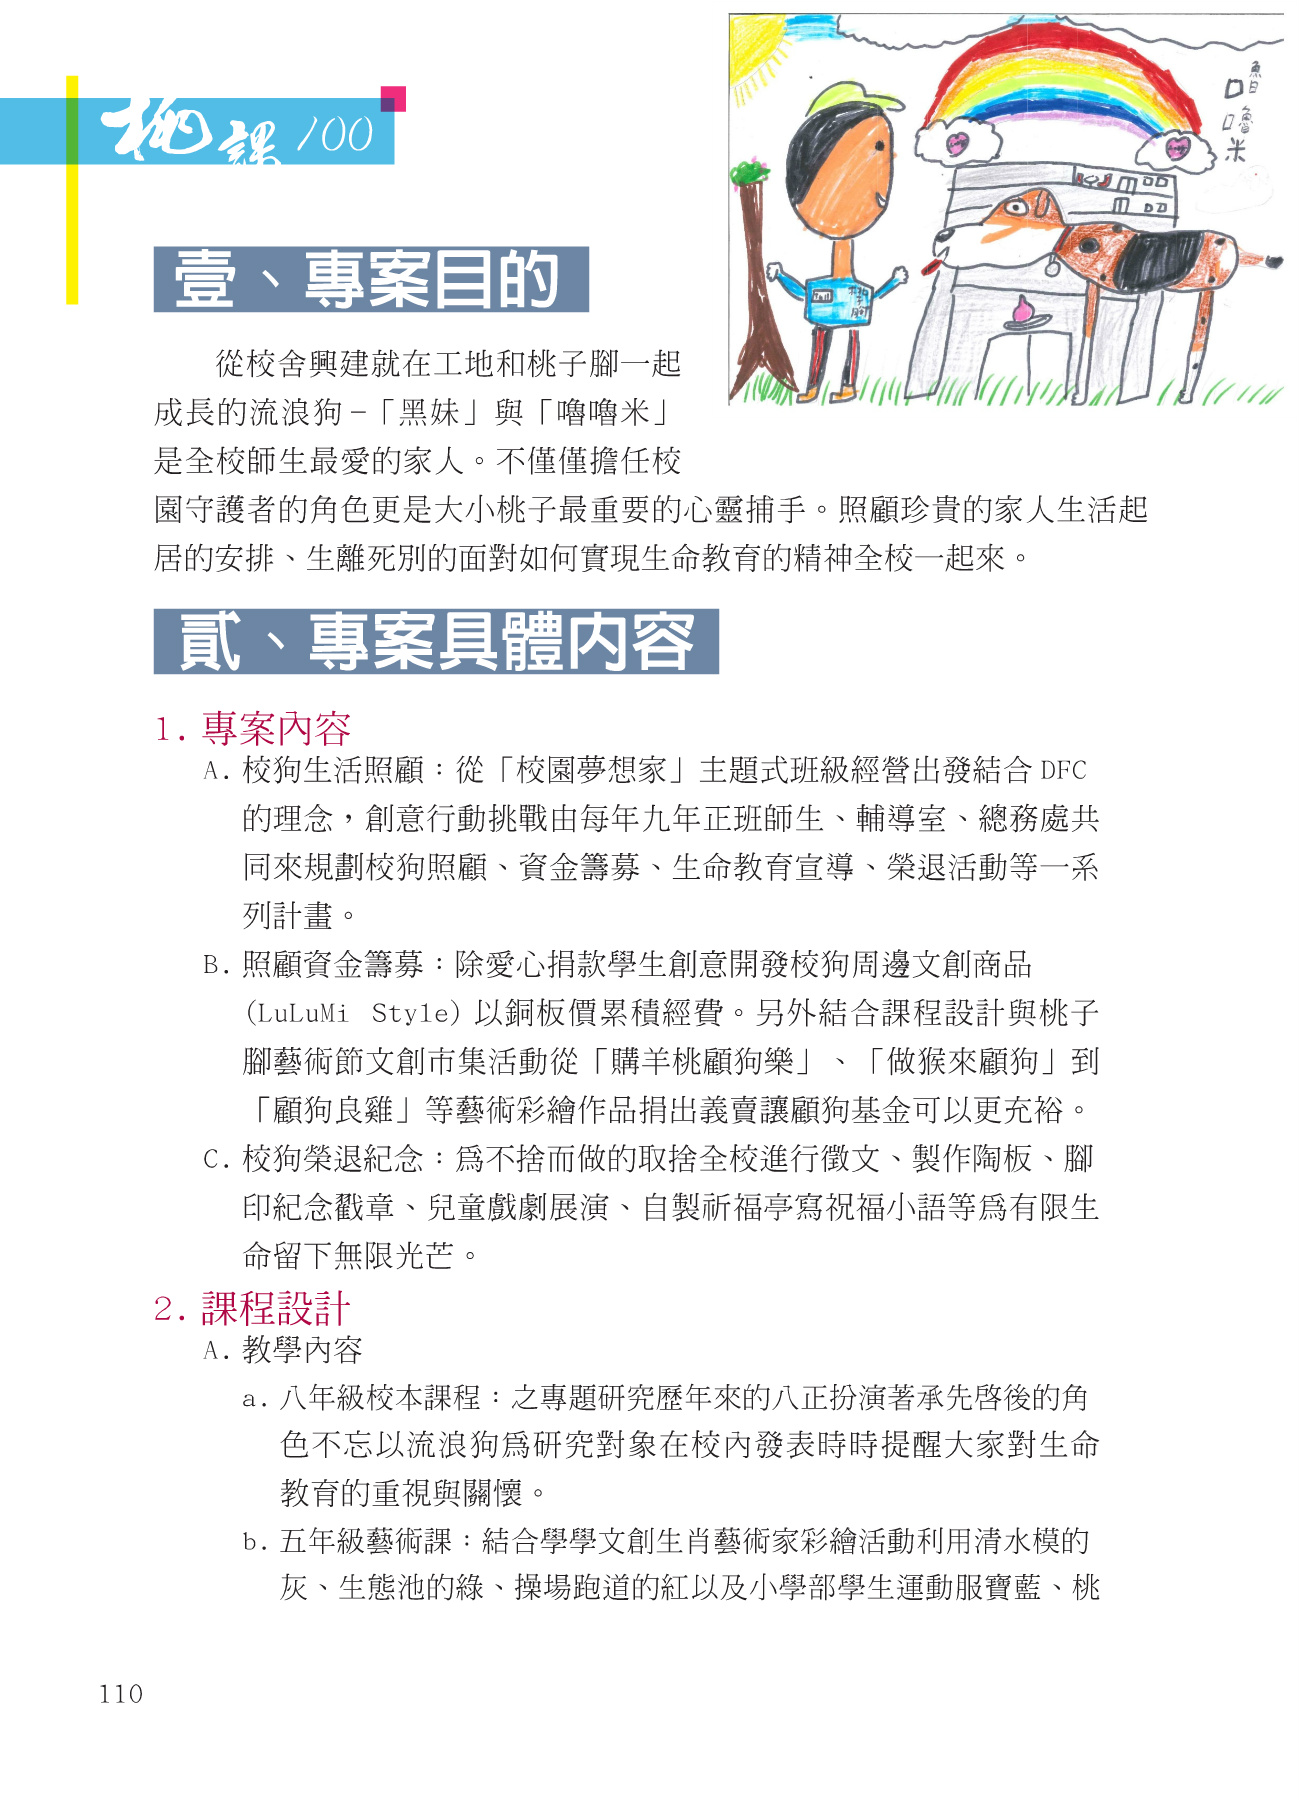 桃課100
嚕
嚕
米
壹、專案目的
從校舍興建就在工地和桃子腳一起
成長的流浪狗–「黑妹」與「嚕嚕米」
是全校師生最愛的家人。不僅僅擔任校
園守護者的角色更是大小桃子最重要的心靈捕手。照顧珍貴的家人生活起
居的安排、生離死別的面對如何實現生命教育的精神全校一起來。
貳、專案具體內容
1. 專案內容
A. 校狗生活照顧：從「校園夢想家」主題式班級經營出發結合 DFC
的理念，創意行動挑戰由每年九年正班師生、輔導室、總務處共
同來規劃校狗照顧、資金籌募、生命教育宣導、榮退活動等一系
列計畫。
B. 照顧資金籌募：除愛心捐款學生創意開發校狗周邊文創商品
(LuLuMi Style) 以銅板價累積經費。另外結合課程設計與桃子
腳藝術節文創市集活動從「購羊桃顧狗樂」、「做猴來顧狗」到
「顧狗良雞」等藝術彩繪作品捐出義賣讓顧狗基金可以更充裕。
C. 校狗榮退紀念：為不捨而做的取捨全校進行徵文、製作陶板、腳
印紀念戳章、兒童戲劇展演、自製祈福亭寫祝福小語等為有限生
命留下無限光芒。
2. 課程設計
A. 教學內容
a. 八年級校本課程：之專題研究歷年來的八正扮演著承先啓後的角
色不忘以流浪狗為研究對象在校內發表時時提醒大家對生命
教育的重視與關懷。
b. 五年級藝術課：結合學學文創生肖藝術家彩繪活動利用清水模的
灰、生態池的綠、操場跑道的紅以及小學部學生運動服寶藍、桃
110